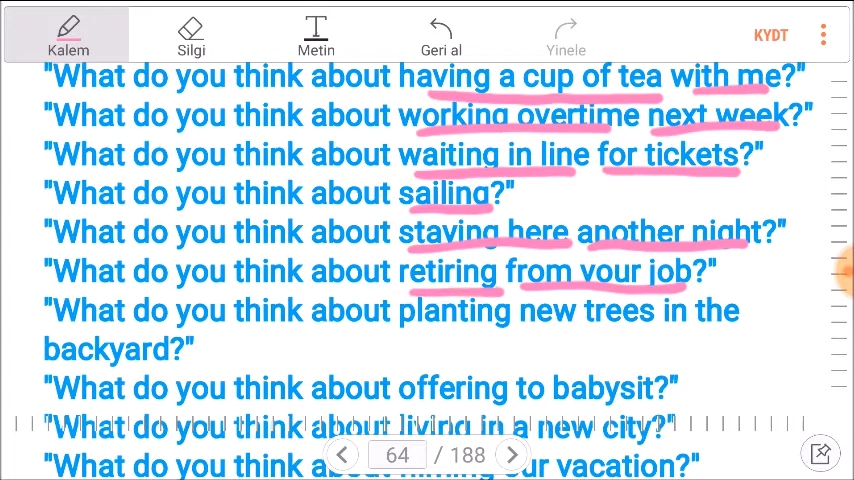 Kalem
Silgi
Metin
Geri al
Yinele
KYDT
"What do you think about having a cup of tea with me?"
"What do you think about working overtime next week?"
"What do you think about waiting in line for tickets?"
"What do you think about sailing?"
"What do you think about staying here another night?"
"What do you think about retiring from your job?"
"What do you think about planting new trees in the
backyard?"
"What do you think about offering to babysit?"
"What do you think about living in a new city?"
64 / 188
"What do you think about filming our vacation?"